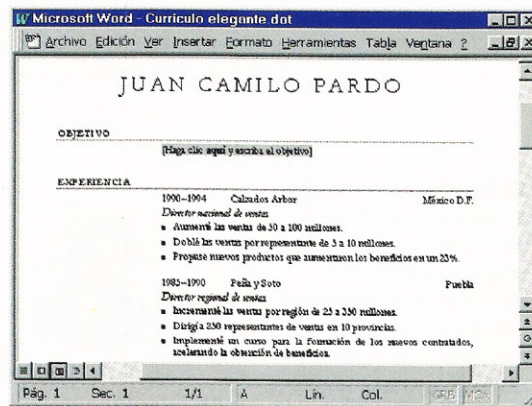 Microsoft Word - Curriculo elegante.dot
Archivo Edición Ver Insertar Formato Herramientas Tabla Ventana ?
JUAN CAMILO PARDO
OBJETIVO
[Haga clic aquí y escriba el objetivo]
EXPERIENCIA
1990–1994 Calzados Arbor México D.F.
Director nacional de ventas
▪ Aumenté las ventas de 50 a 100 millones.
▪ Doblé las ventas por representante de 5 a 10 millones.
▪ Propuse nuevos productos que aumentaron los beneficios en un 23%.
1985–1990 Peña y Soto Puebla
Director regional de ventas
▪ Incrementé las ventas por región de 25 a 350 millones.
▪ Dirigía 250 representantes de ventas en 10 provincias.
▪ Implementé un curso para la formación de los nuevos contratados,
acelerando la obtención de beneficios.
Pág. 1 Sec. 1 1/1 A Lín. Col. GRB MCA